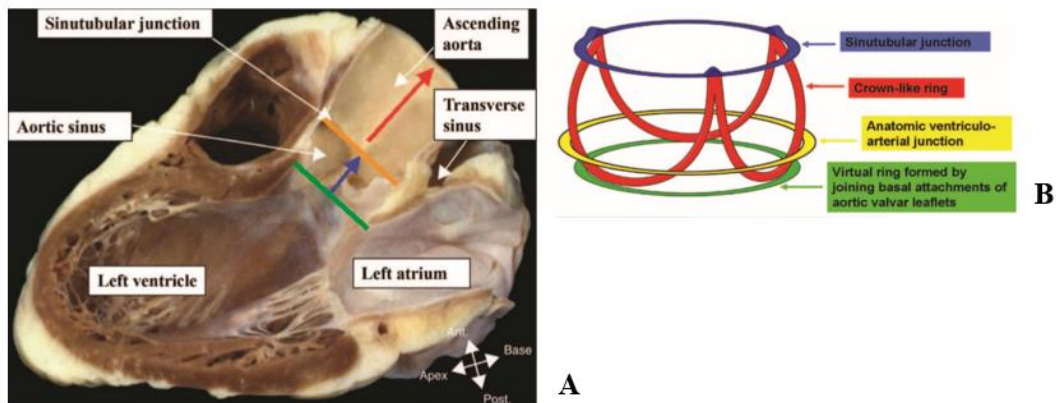 Sinutubular junction
Ascending
aorta
Transverse
sinus
Aortic sinus
Left ventricle
Left atrium
Ant.
Base
Apex
Post.
A
Sinutubular junction
Crown-like ring
Anatomic ventriculo-
arterial junction
Virtual ring formed by
joining basal attachments of
aortic valvar leaflets
B